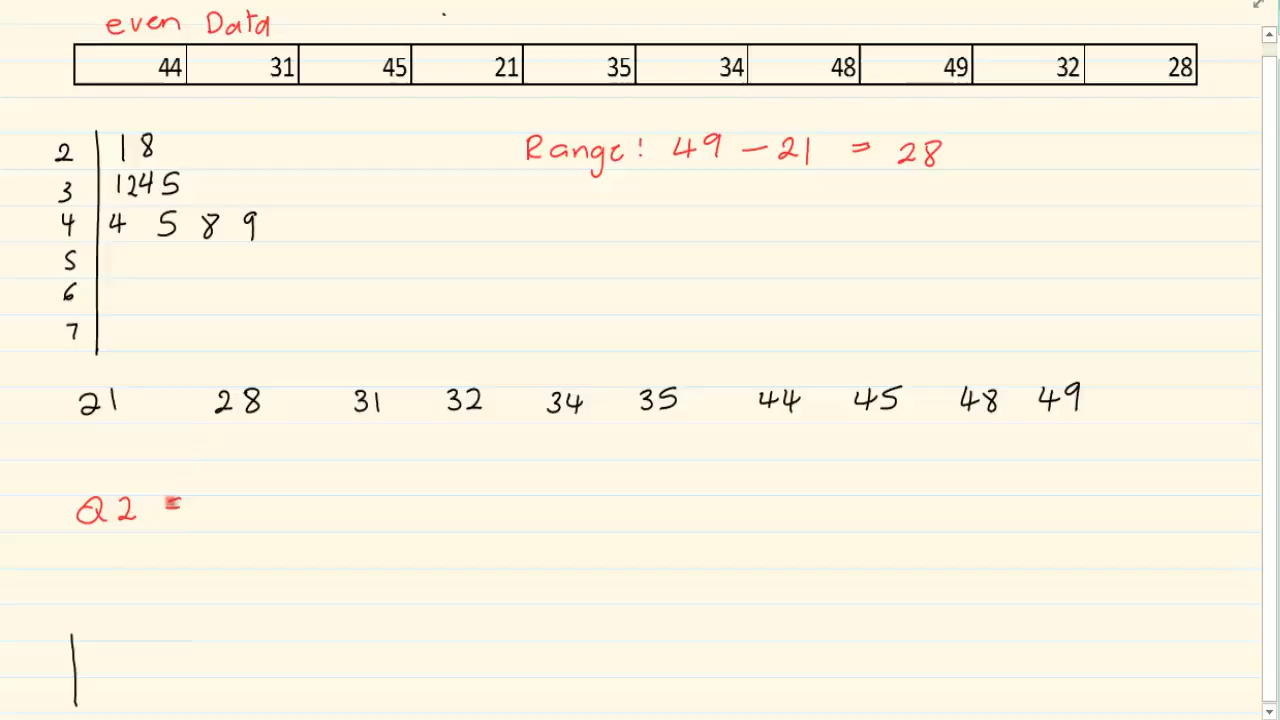 even Data
44 31 45 21 35 34 48 49 32 28
Range! 49 - 21 = 28
2 | 1 8
3 | 1 2 4 5
4 | 4 5 8 9
5 |
6 |
7 |
21 28 31 32 34 35 44 45 48 49
Q2 =